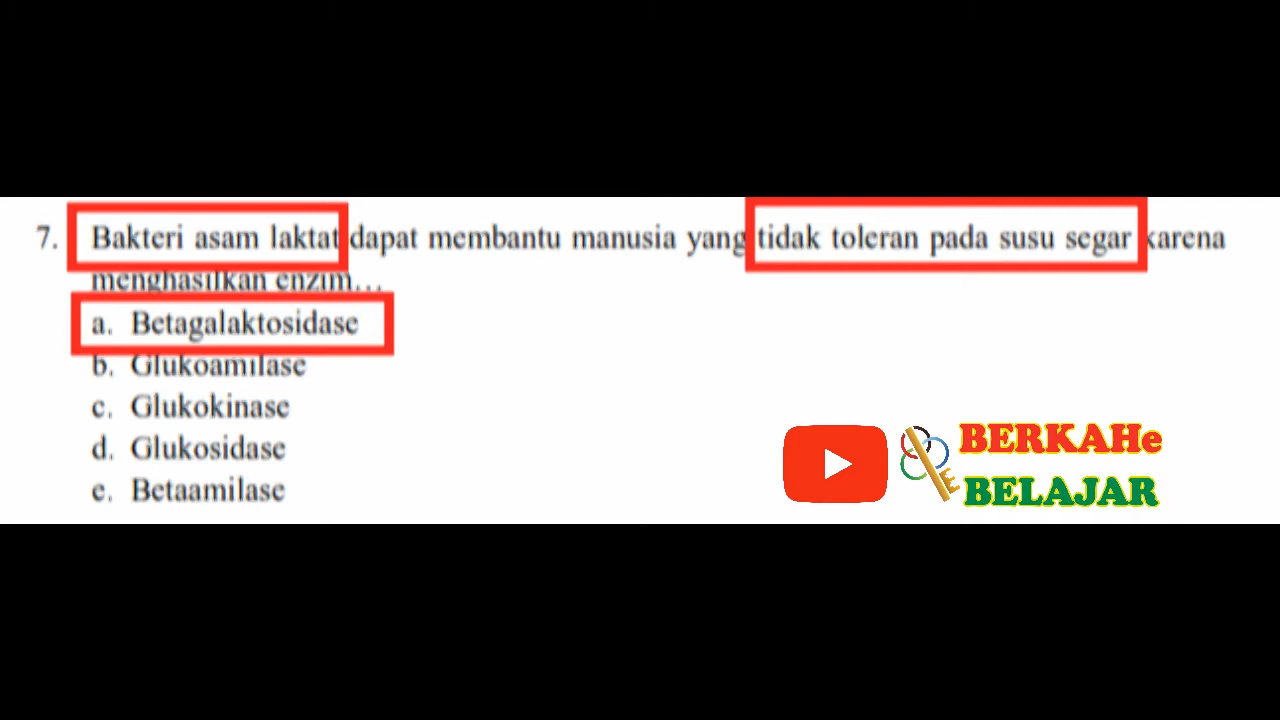 7. Bakteri asam laktat dapat membantu manusia yang tidak toleran pada susu segar karena
menghasilkan enzim...
a. Betagalaktosidase
b. Glukoamilase
c. Glukokinase
d. Glukosidase
e. Betaamilase
BERKAHe
BELAJAR